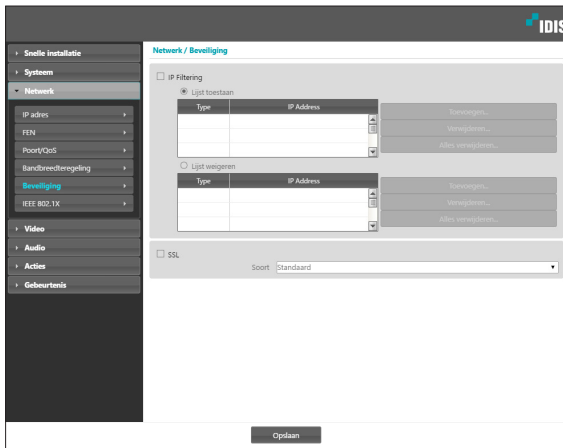 IDIS
Snelle installatie
Systeem
Netwerk
IP adres
FEN
Poort/QoS
Bandbreedteregeling
Beveiliging
IEEE 802.1X
Video
Audio
Acties
Gebeurtenis
Netwerk / Beveiliging
IP Filtering
Lijst toestaan
Type IP Address
Toevoegen...
Verwijderen...
Alles verwijderen...
Lijst weigeren
Type IP Address
Toevoegen...
Verwijderen...
Alles verwijderen...
SSL
Soort Standaard
Opslaan